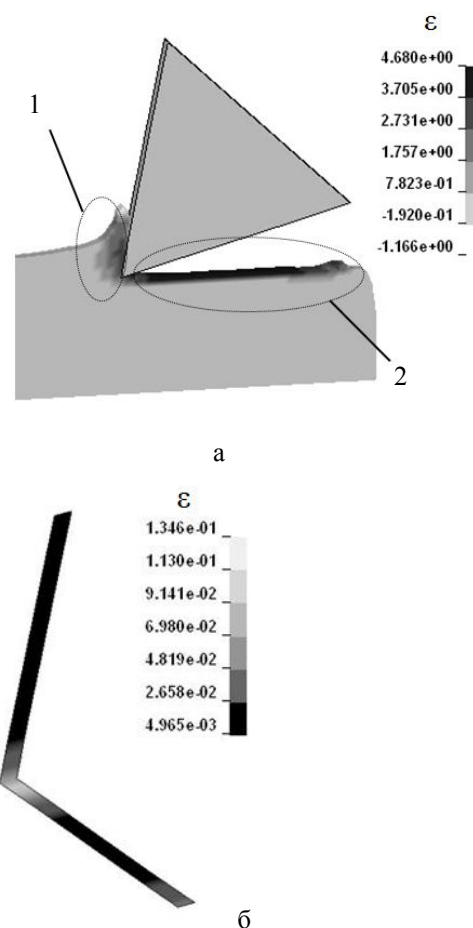 ε
4.680e+00
3.705e+00
2.731e+00
1.757e+00
7.823e-01
-1.920e-01
-1.166e+00
1
2
а
ε
1.346e-01
1.130e-01
9.141e-02
6.980e-02
4.819e-02
2.658e-02
4.965e-03
б